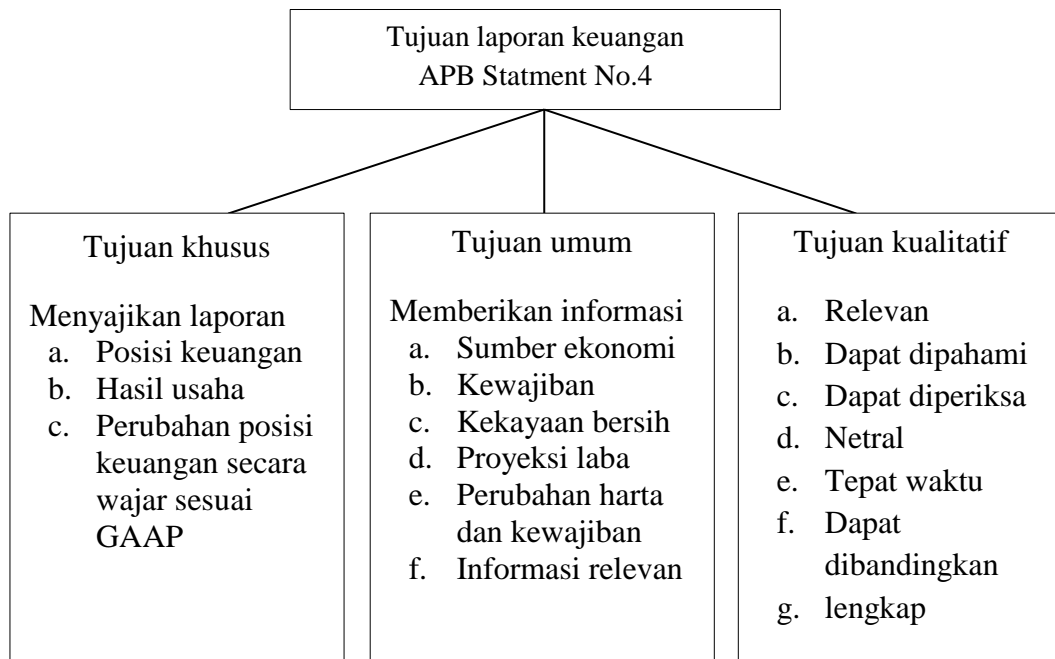 Tujuan laporan keuangan
APB Statment No.4
Tujuan khusus
Menyajikan laporan
a. Posisi keuangan
b. Hasil usaha
c. Perubahan posisi
keuangan secara
wajar sesuai
GAAP
Tujuan umum
Memberikan informasi
a. Sumber ekonomi
b. Kewajiban
c. Kekayaan bersih
d. Proyeksi laba
e. Perubahan harta
dan kewajiban
f. Informasi relevan
Tujuan kualitatif
a. Relevan
b. Dapat dipahami
c. Dapat diperiksa
d. Netral
e. Tepat waktu
f. Dapat
dibandingkan
g. lengkap